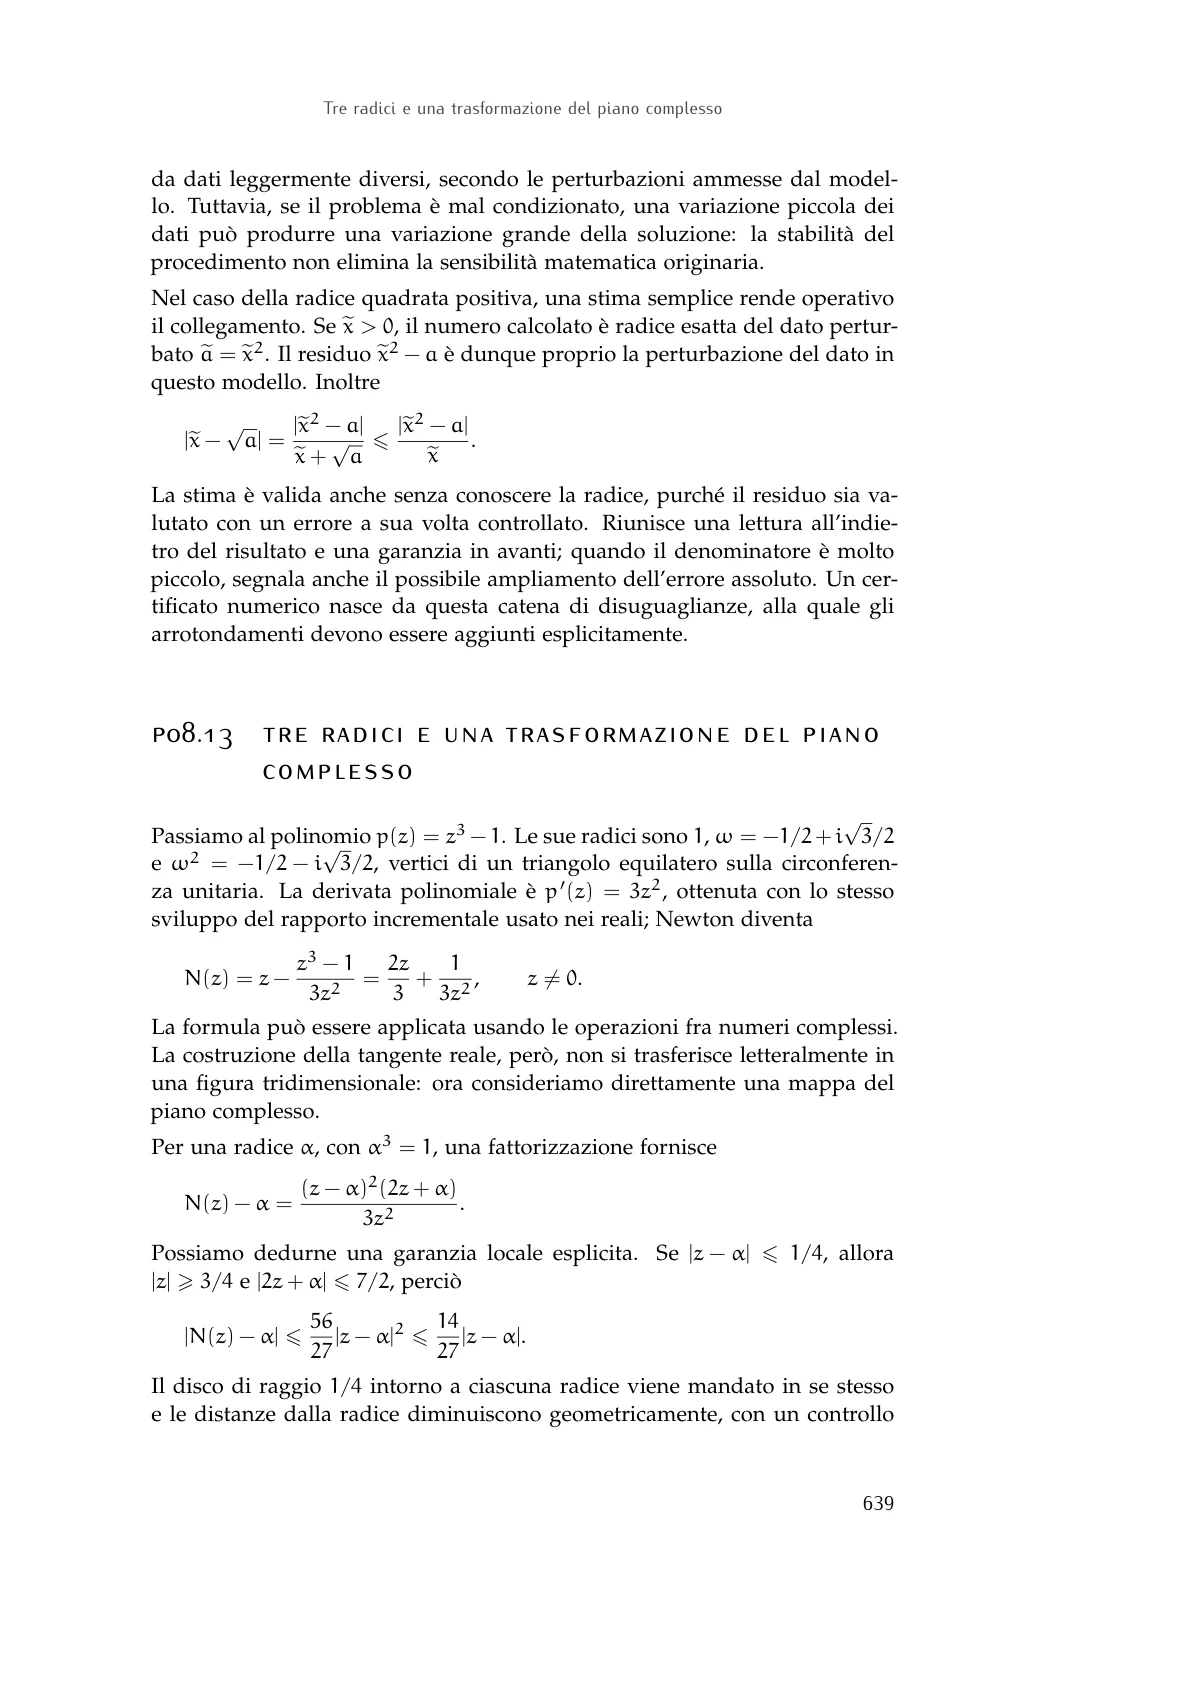 Tre radici e una trasformazione del piano complesso
da dati leggermente diversi, secondo le perturbazioni ammesse dal model-
lo. Tuttavia, se il problema è mal condizionato, una variazione piccola dei
dati può produrre una variazione grande della soluzione: la stabilità del
procedimento non elimina la sensibilità matematica originaria.
Nel caso della radice quadrata positiva, una stima semplice rende operativo
il collegamento. Se x̃ > 0, il numero calcolato è radice esatta del dato pertur-
bato ã = x̃². Il residuo x̃² − a è dunque proprio la perturbazione del dato in
questo modello. Inoltre
|x̃ − √a| = |x̃² − a| / (x̃ + √a) ⩽ |x̃² − a| / x̃.
La stima è valida anche senza conoscere la radice, purché il residuo sia va-
lutato con un errore a sua volta controllato. Riunisce una lettura all'indie-
tro del risultato e una garanzia in avanti; quando il denominatore è molto
piccolo, segnala anche il possibile ampliamento dell'errore assoluto. Un cer-
tificato numerico nasce da questa catena di disuguaglianze, alla quale gli
arrotondamenti devono essere aggiunti esplicitamente.
P08.13 TRE RADICI E UNA TRASFORMAZIONE DEL PIANO
COMPLESSO
Passiamo al polinomio p(z) = z³ − 1. Le sue radici sono 1, ω = −1/2 + i√3/2
e ω² = −1/2 − i√3/2, vertici di un triangolo equilatero sulla circonferen-
za unitaria. La derivata polinomiale è p′(z) = 3z², ottenuta con lo stesso
sviluppo del rapporto incrementale usato nei reali; Newton diventa
N(z) = z − (z³ − 1)/(3z²) = 2z/3 + 1/(3z²), z ≠ 0.
La formula può essere applicata usando le operazioni fra numeri complessi.
La costruzione della tangente reale, però, non si trasferisce letteralmente in
una figura tridimensionale: ora consideriamo direttamente una mappa del
piano complesso.
Per una radice α, con α³ = 1, una fattorizzazione fornisce
N(z) − α = (z − α)²(2z + α) / (3z²).
Possiamo dedurne una garanzia locale esplicita. Se |z − α| ⩽ 1/4, allora
|z| ⩾ 3/4 e |2z + α| ⩽ 7/2, perciò
|N(z) − α| ⩽ 56/27 |z − α|² ⩽ 14/27 |z − α|.
Il disco di raggio 1/4 intorno a ciascuna radice viene mandato in se stesso
e le distanze dalla radice diminuiscono geometricamente, con un controllo
639